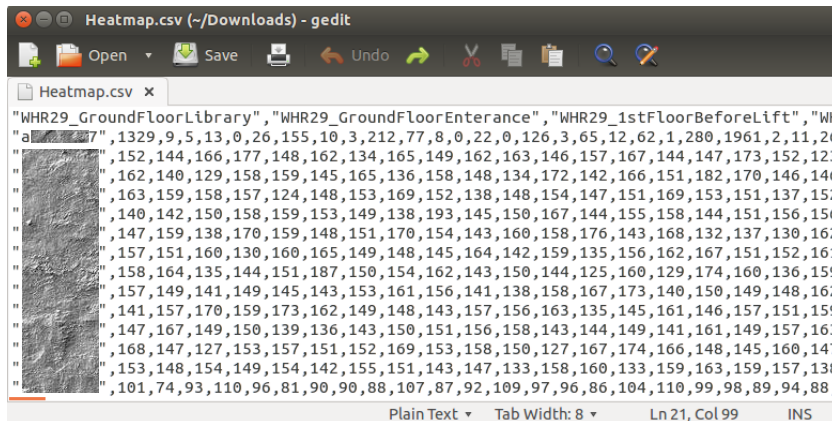 Heatmap.csv (~/Downloads) - gedit
Open Save Undo
Heatmap.csv ×
"WHR29_GroundFloorLibrary","WHR29_GroundFloorEnterance","WHR29_1stFloorBeforeLift","WH
"a 7",1329,9,5,13,0,26,155,10,3,212,77,8,0,22,0,126,3,65,12,62,1,280,1961,2,11,20
" ",152,144,166,177,148,162,134,165,149,162,163,146,157,167,144,147,173,152,12
" ",162,140,129,158,159,145,165,136,158,148,134,172,142,166,151,182,170,146,14
" ",163,159,158,157,124,148,153,169,152,138,148,154,147,151,169,153,151,137,15
" ",140,142,150,158,159,153,149,138,193,145,150,167,144,155,158,144,151,156,15
" ",147,159,138,170,159,148,151,170,154,143,160,158,176,143,168,132,137,130,16
" ",157,151,160,130,160,165,149,148,145,164,142,159,135,156,162,167,151,152,16
" ",158,164,135,144,151,187,150,154,162,143,150,144,125,160,129,174,160,136,15
" ",157,149,141,149,145,143,153,161,156,141,138,158,167,173,140,150,149,148,16
" ",141,157,170,159,173,162,149,148,143,157,156,163,135,145,161,146,157,151,15
" ",147,167,149,150,139,136,143,150,151,156,158,143,144,149,141,161,149,157,16
" ",168,147,127,153,157,151,152,169,153,158,150,127,167,174,166,148,145,160,14
" ",153,148,154,149,154,142,155,151,143,147,133,158,160,133,159,163,159,157,13
" ",101,74,93,110,96,81,90,90,88,107,87,92,109,97,96,86,104,110,99,98,89,94,88
Plain Text Tab Width: 8 Ln 21, Col 99 INS